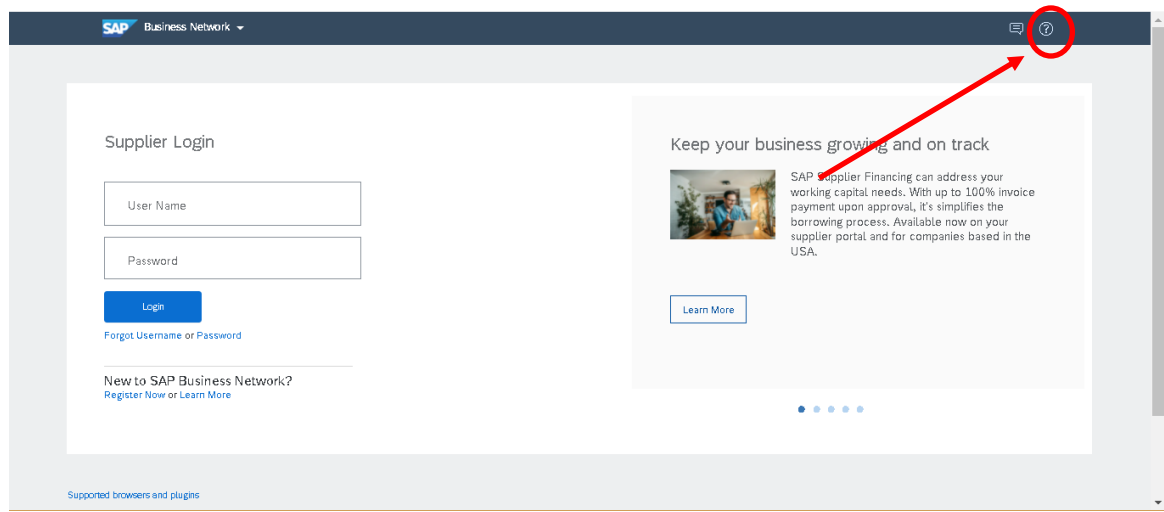 SAP Business Network
?
Supplier Login
User Name
Password
Login
Forgot Username or Password
New to SAP Business Network?
Register Now or Learn More
Keep your business growing and on track
SAP Supplier Financing can address your
working capital needs. With up to 100% invoice
payment upon approval, it's simplifies the
borrowing process. Available now on your
supplier portal and for companies based in the
USA.
Learn More
Supported browsers and plugins